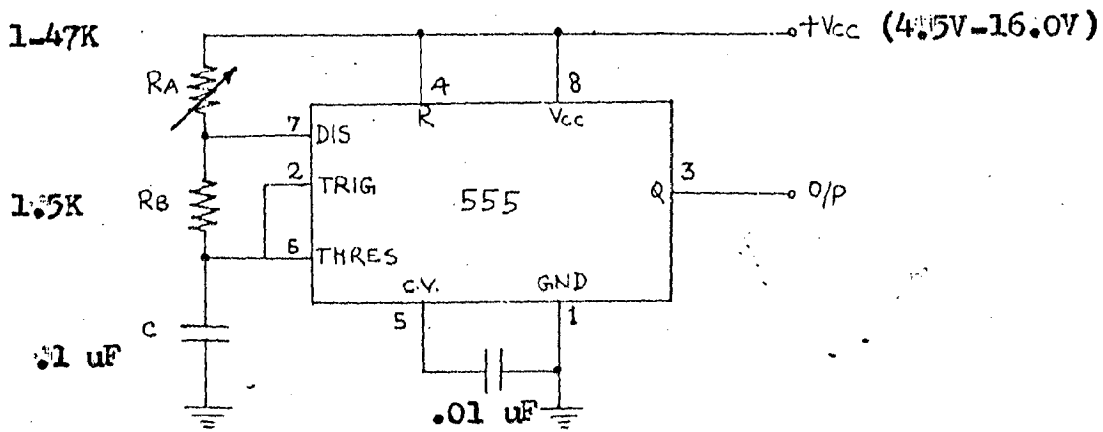 1-47K
+Vcc (4.5V-16.0V)
RA
4
8
R
Vcc
7
DIS
2
TRIG
3
1.5K
RB
555
Q
O/P
6
THRES
C.V.
GND
5
1
C
.1 uF
.01 uF